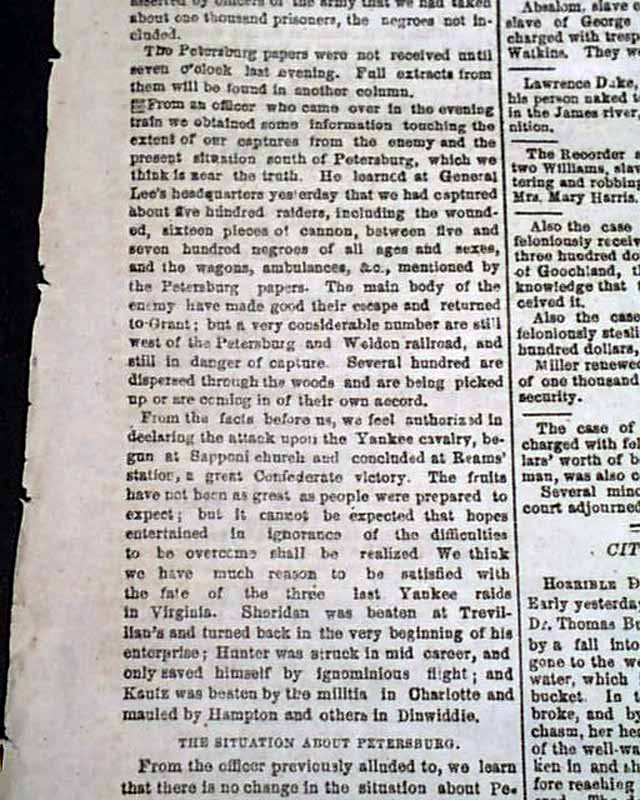 asserted by officers of the army that we had taken
about one thousand prisoners, the negroes not in-
cluded.
The Petersburg papers were not received until
seven o'clock last evening. Full extracts from
them will be found in another column.
From an officer who came over in the evening
train we obtained some information touching the
extent of our captures from the enemy and the
present situation south of Petersburg, which we
think is near the truth. He learned at General
Lee's headquarters yesterday that we had captured
about five hundred raiders, including the wound-
ed, sixteen pieces of cannon, between five and
seven hundred negroes of all ages and sexes,
and the wagons, ambulances, &c., mentioned by
the Petersburg papers. The main body of the
enemy have made good their escape and returned
to Grant; but a very considerable number are still
west of the Petersburg and Weldon railroad, and
still in danger of capture. Several hundred are
dispersed through the woods and are being picked
up or are coming in of their own accord.
From the facts before us, we feel authorized in
declaring the attack upon the Yankee cavalry, be-
gun at Sapponi church and concluded at Reams'
station, a great Confederate victory. The fruits
have not been as great as people were prepared to
expect; but it cannot be expected that hopes
entertained in ignorance of the difficulties
to be overcome shall be realized. We think
we have much reason to be satisfied with
the fate of the three last Yankee raids
in Virginia. Sheridan was beaten at Trevil-
lian's and turned back in the very beginning of his
enterprise; Hunter was struck in mid career, and
only saved himself by ignominious flight; and
Kautz was beaten by the militia in Charlotte and
mauled by Hampton and others in Dinwiddie.
THE SITUATION ABOUT PETERSBURG.
From the officer previously alluded to, we learn
that there is no change in the situation about Pe-
Absalom, slave o
slave of George
charged with tresp
Watkins. They w
Lawrence Duke,
his person naked t
in the James river,
nition.
The Recorder
two Williams, slav
tering and robbin
Mrs. Mary Harris.
Also the case
feloniously receiv
three hundred do
of Goochland, t
knowledge that
ceived it.
Also the case
feloniously steali
hundred dollars,
Miller renewed
of one thousand
security.
The case of
charged with fel
lars' worth of b
man, was also c
Several min
court adjourned
CIT
HORRIBLE D
Early yesterda
Dr. Thomas Bu
by a fall into
gone to the we
water, which
bucket. In t
broke, and by
chasm, her hea
of the well-wa
ken in and th
fore reaching